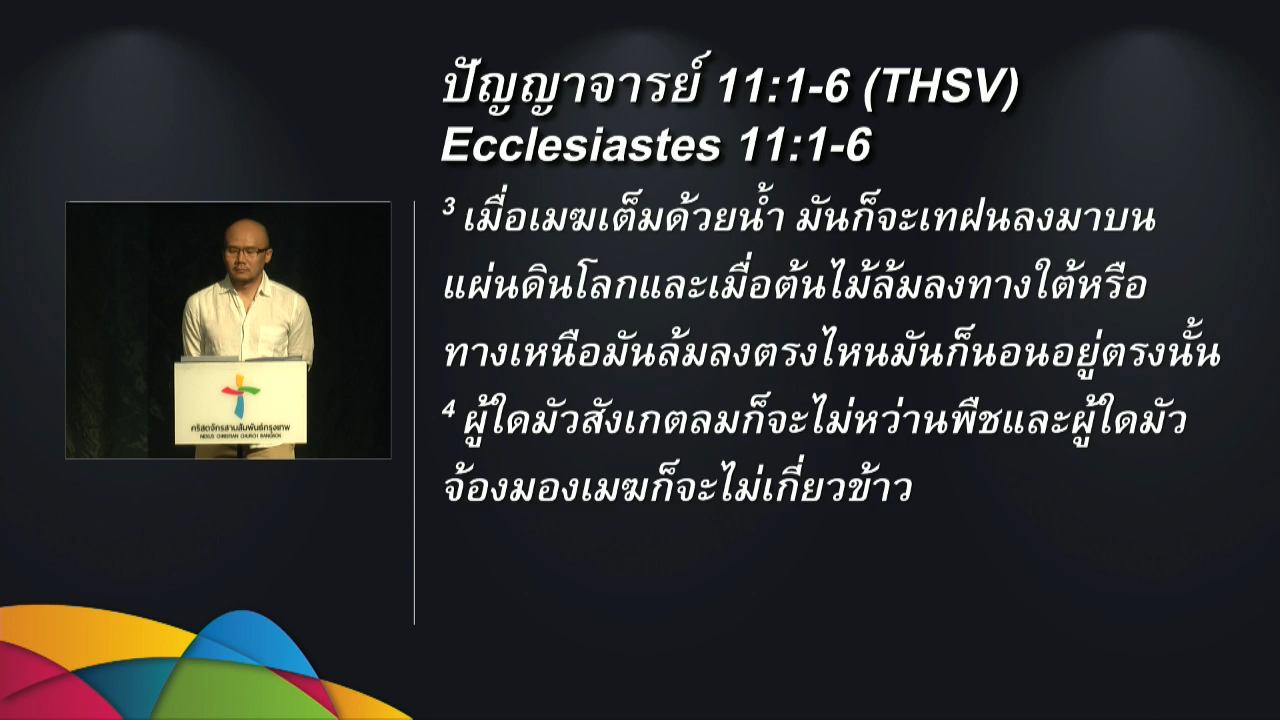 ปัญญาจารย์ 11:1-6 (THSV)
Ecclesiastes 11:1-6
3 เมื่อเมฆเต็มด้วยน้ำ มันก็จะเทฝนลงมาบน
แผ่นดินโลกและเมื่อต้นไม้ล้มลงทางใต้หรือ
ทางเหนือมันล้มลงตรงไหนมันก็นอนอยู่ตรงนั้น
4 ผู้ใดมัวสังเกตลมก็จะไม่หว่านพืชและผู้ใดมัว
จ้องมองเมฆก็จะไม่เกี่ยวข้าว
คริสตจักรสานสัมพันธ์กรุงเทพ
NEXUS CHRISTIAN CHURCH BANGKOK